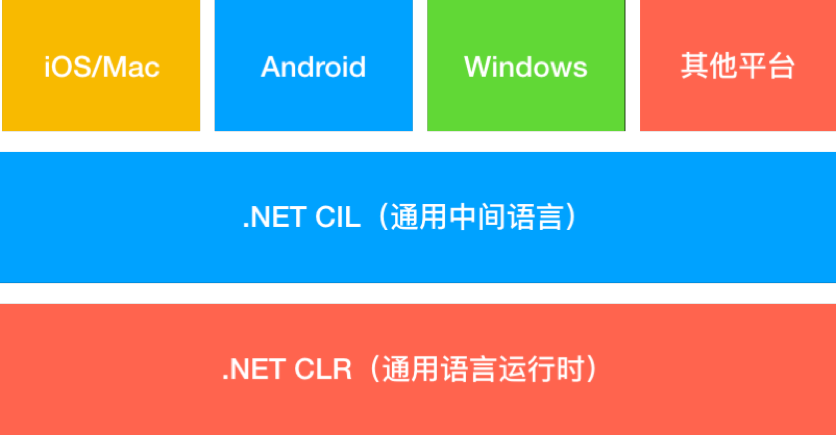 iOS/Mac
Android
Windows
其他平台
.NET CIL（通用中间语言）
.NET CLR（通用语言运行时）